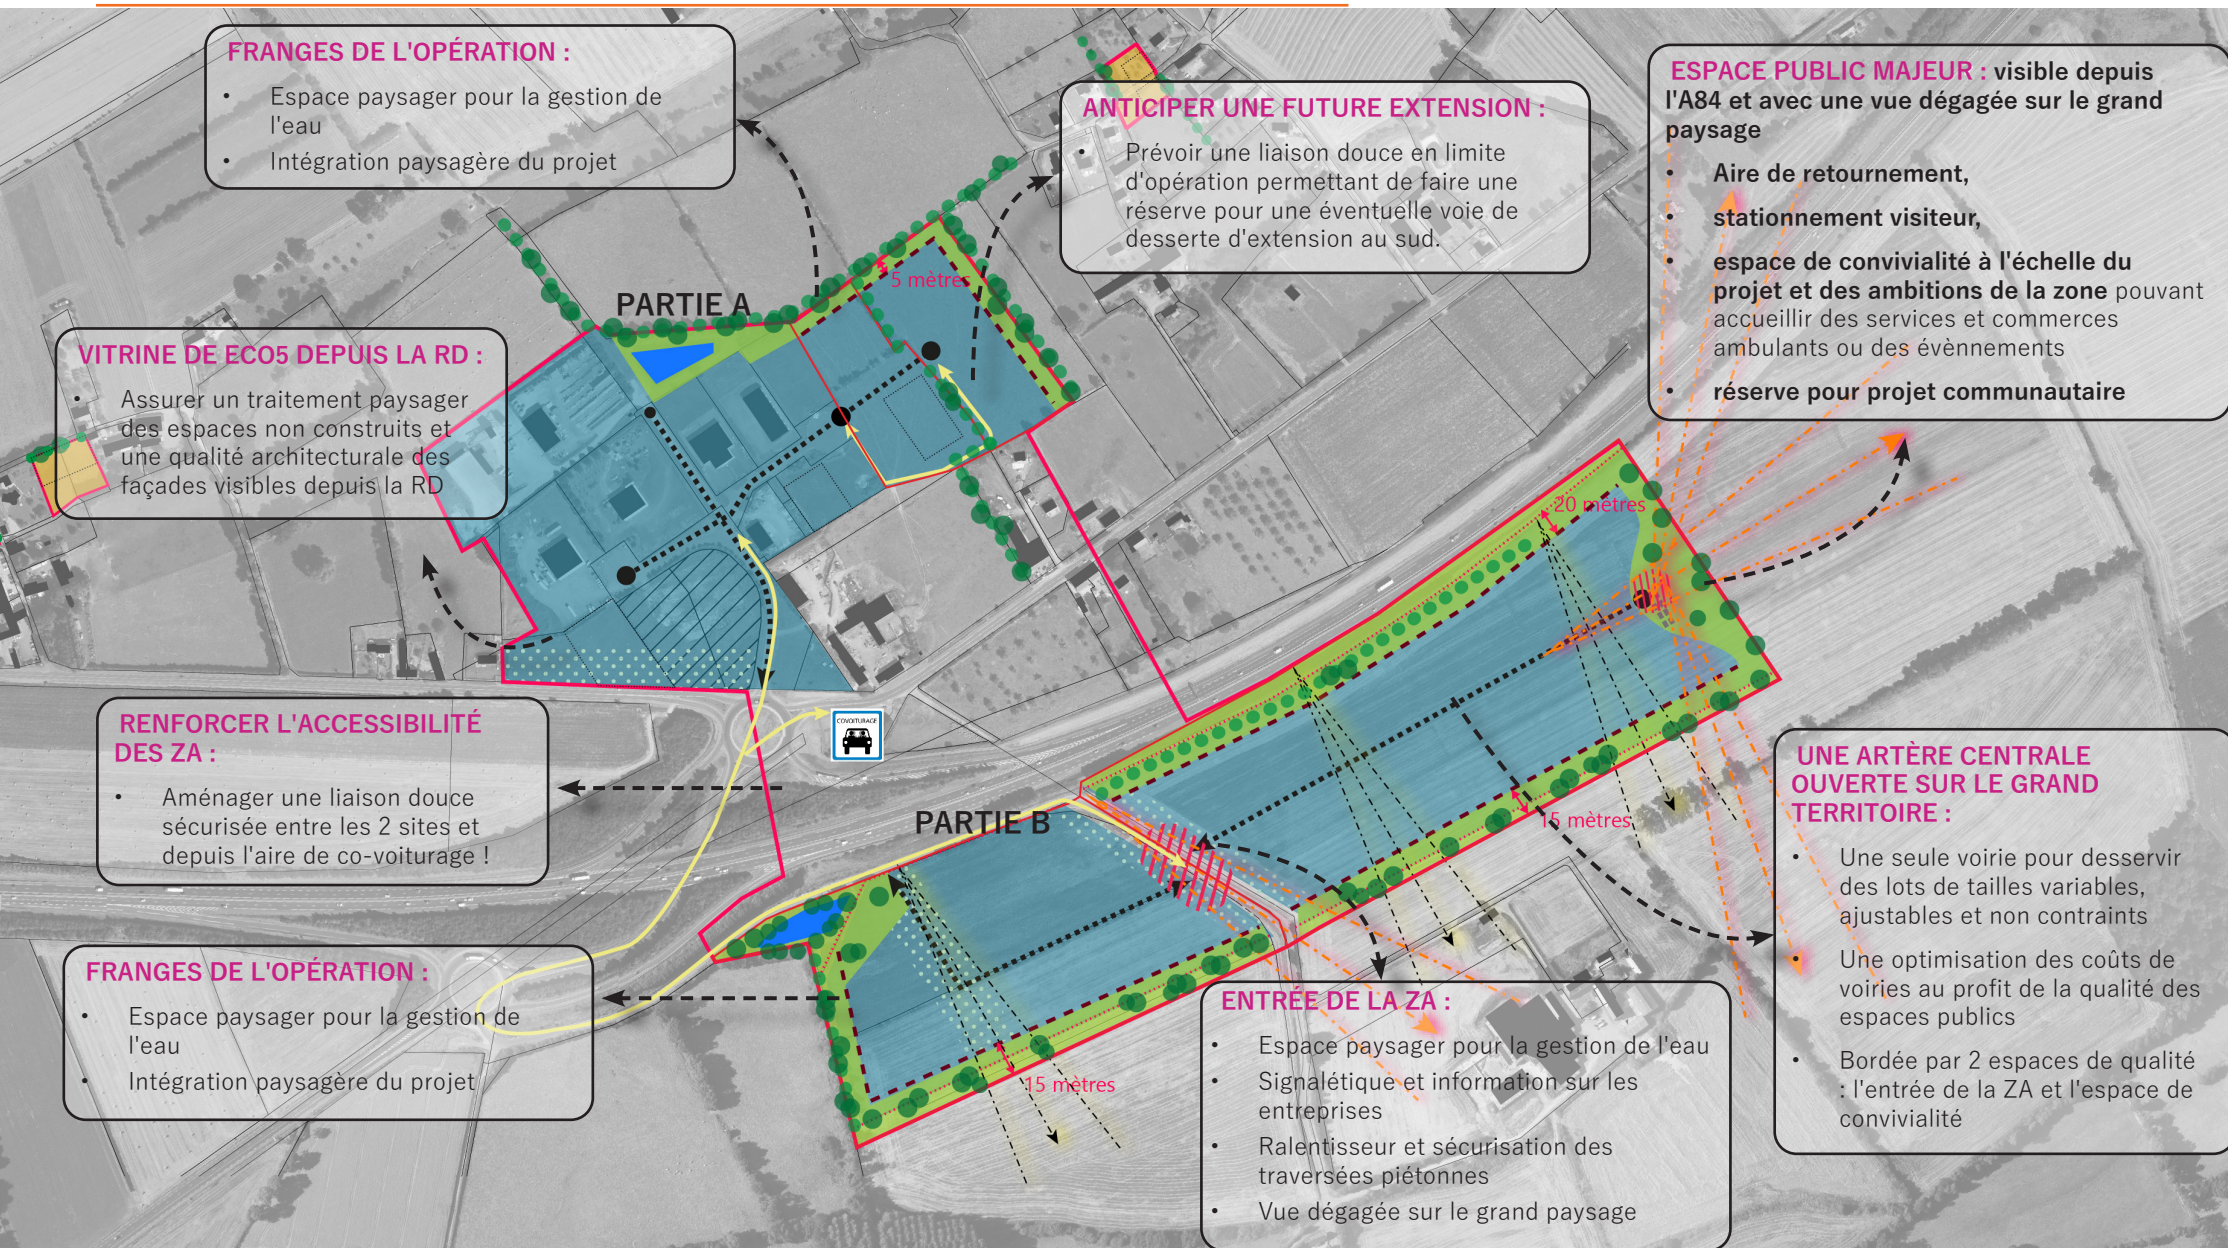 FRANGES DE L'OPÉRATION :
• Espace paysager pour la gestion de
l'eau
• Intégration paysagère du projet
ANTICIPER UNE FUTURE EXTENSION :
• Prévoir une liaison douce en limite
d'opération permettant de faire une
réserve pour une éventuelle voie de
desserte d'extension au sud.
ESPACE PUBLIC MAJEUR : visible depuis
l'A84 et avec une vue dégagée sur le grand
paysage
• Aire de retournement,
• stationnement visiteur,
• espace de convivialité à l'échelle du
projet et des ambitions de la zone pouvant
accueillir des services et commerces
ambulants ou des évènnements
• réserve pour projet communautaire
PARTIE A
5 mètres
VITRINE DE ECO5 DEPUIS LA RD :
• Assurer un traitement paysager
des espaces non construits et
une qualité architecturale des
façades visibles depuis la RD
20 mètres
RENFORCER L'ACCESSIBILITÉ
DES ZA :
• Aménager une liaison douce
sécurisée entre les 2 sites et
depuis l'aire de co-voiturage !
COVOITURAGE
PARTIE B
15 mètres
UNE ARTÈRE CENTRALE
OUVERTE SUR LE GRAND
TERRITOIRE :
• Une seule voirie pour desservir
des lots de tailles variables,
ajustables et non contraints
• Une optimisation des coûts de
voiries au profit de la qualité des
espaces publics
• Bordée par 2 espaces de qualité
: l'entrée de la ZA et l'espace de
convivialité
FRANGES DE L'OPÉRATION :
• Espace paysager pour la gestion de
l'eau
• Intégration paysagère du projet
15 mètres
ENTRÉE DE LA ZA :
• Espace paysager pour la gestion de l'eau
• Signalétique et information sur les
entreprises
• Ralentisseur et sécurisation des
traversées piétonnes
• Vue dégagée sur le grand paysage